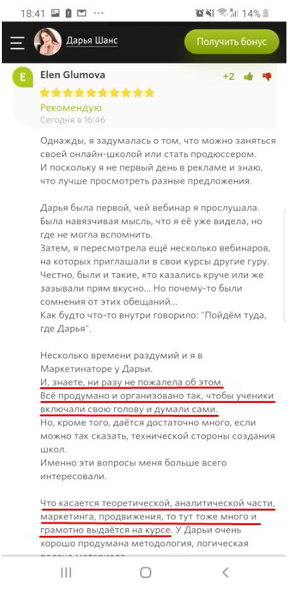 18:41
14%
Дарья Шанс
Получить бонус
E
Elen Glumova
+2
Рекомендую
Сегодня в 16:46
Однажды, я задумалась о том, что можно заняться
своей онлайн-школой или стать продюссером.
И поскольку я не первый день в рекламе и знаю,
что лучше просмотреть разные предложения.
Дарья была первой, чей вебинар я прослушала.
Была навязчивая мысль, что я её уже видела, но
где не могла вспомнить.
Затем, я пересмотрела ещё несколько вебинаров,
на которых приглашали в свои курсы другие гуру.
Честно, были и такие, кто казались круче или же
зазывали прям вкусно... Но почему-то были
сомнения от этих обещаний...
Как будто что-то внутри говорило: "Пойдём туда,
где Дарья".
Несколько времени раздумий и я в
Маркетинаторе у Дарьи.
И, знаете, ни разу не пожалела об этом.
Всё продумано и организовано так, чтобы ученики
включали свою голову и думали сами.
Но, кроме того, даётся достаточно много, если
можно так сказать, технической стороны создания
школ.
Именно эти вопросы меня больше всего
интересовали.
Что касается теоретической, аналитической части,
маркетинга, продвижения, то тут тоже много и
грамотно выдаётся на курсе. У Дарьи очень
хорошо продумана методология, логическая